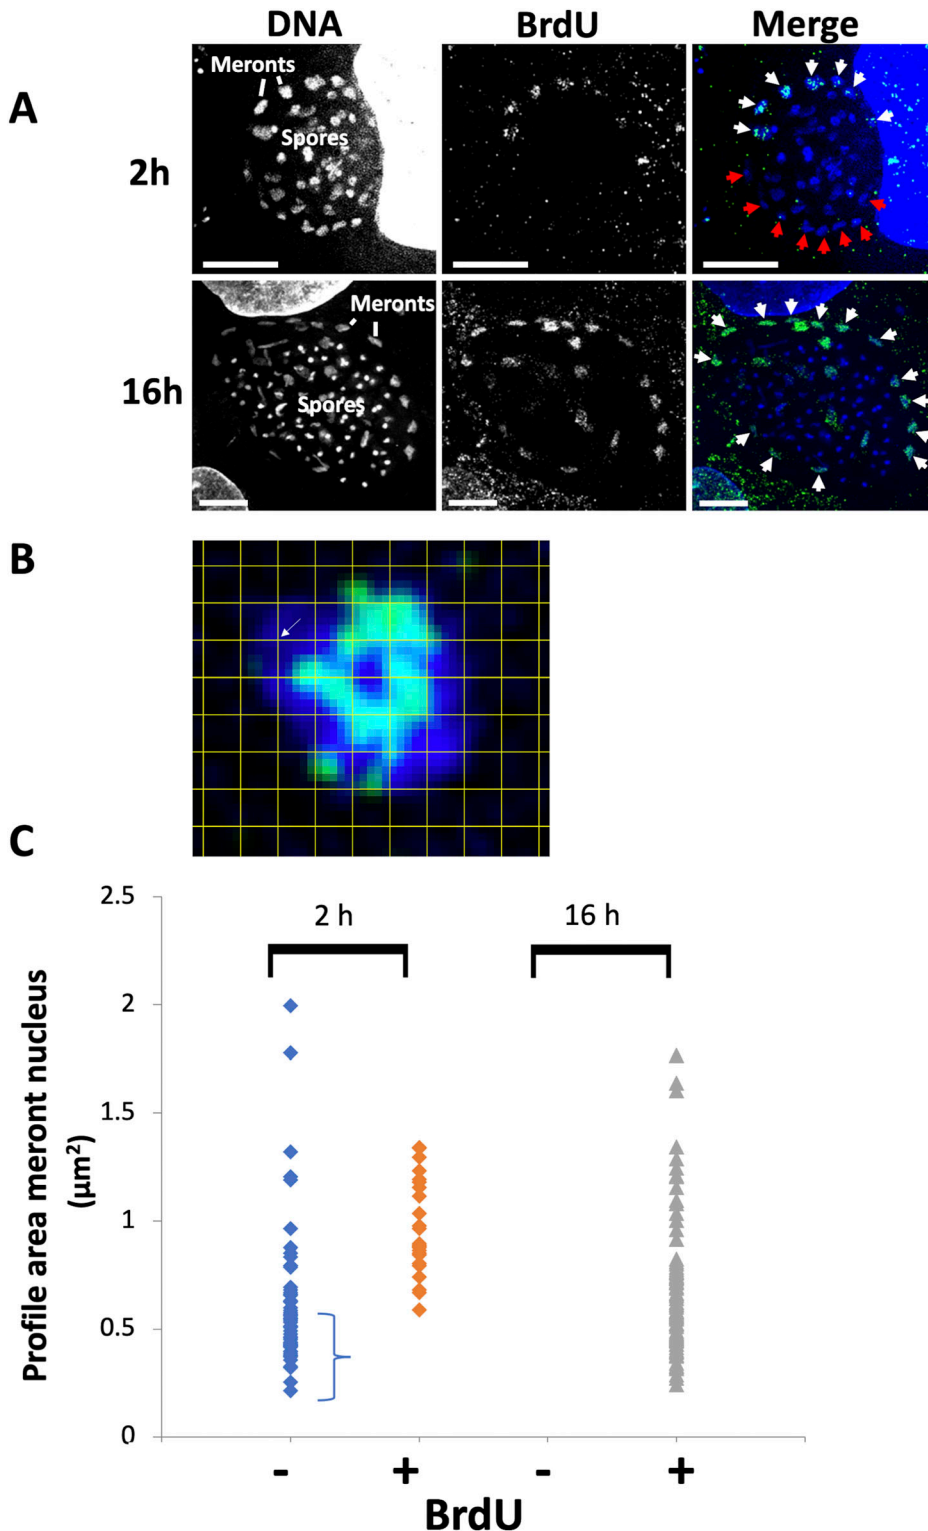 DNA BrdU Merge
A
Meronts
Spores
2h
Meronts
Spores
16h
B
C
2.5
2
1.5
1
0.5
0
Profile area meront nucleus
(μm²)
2 h 16 h
- + - +
BrdU